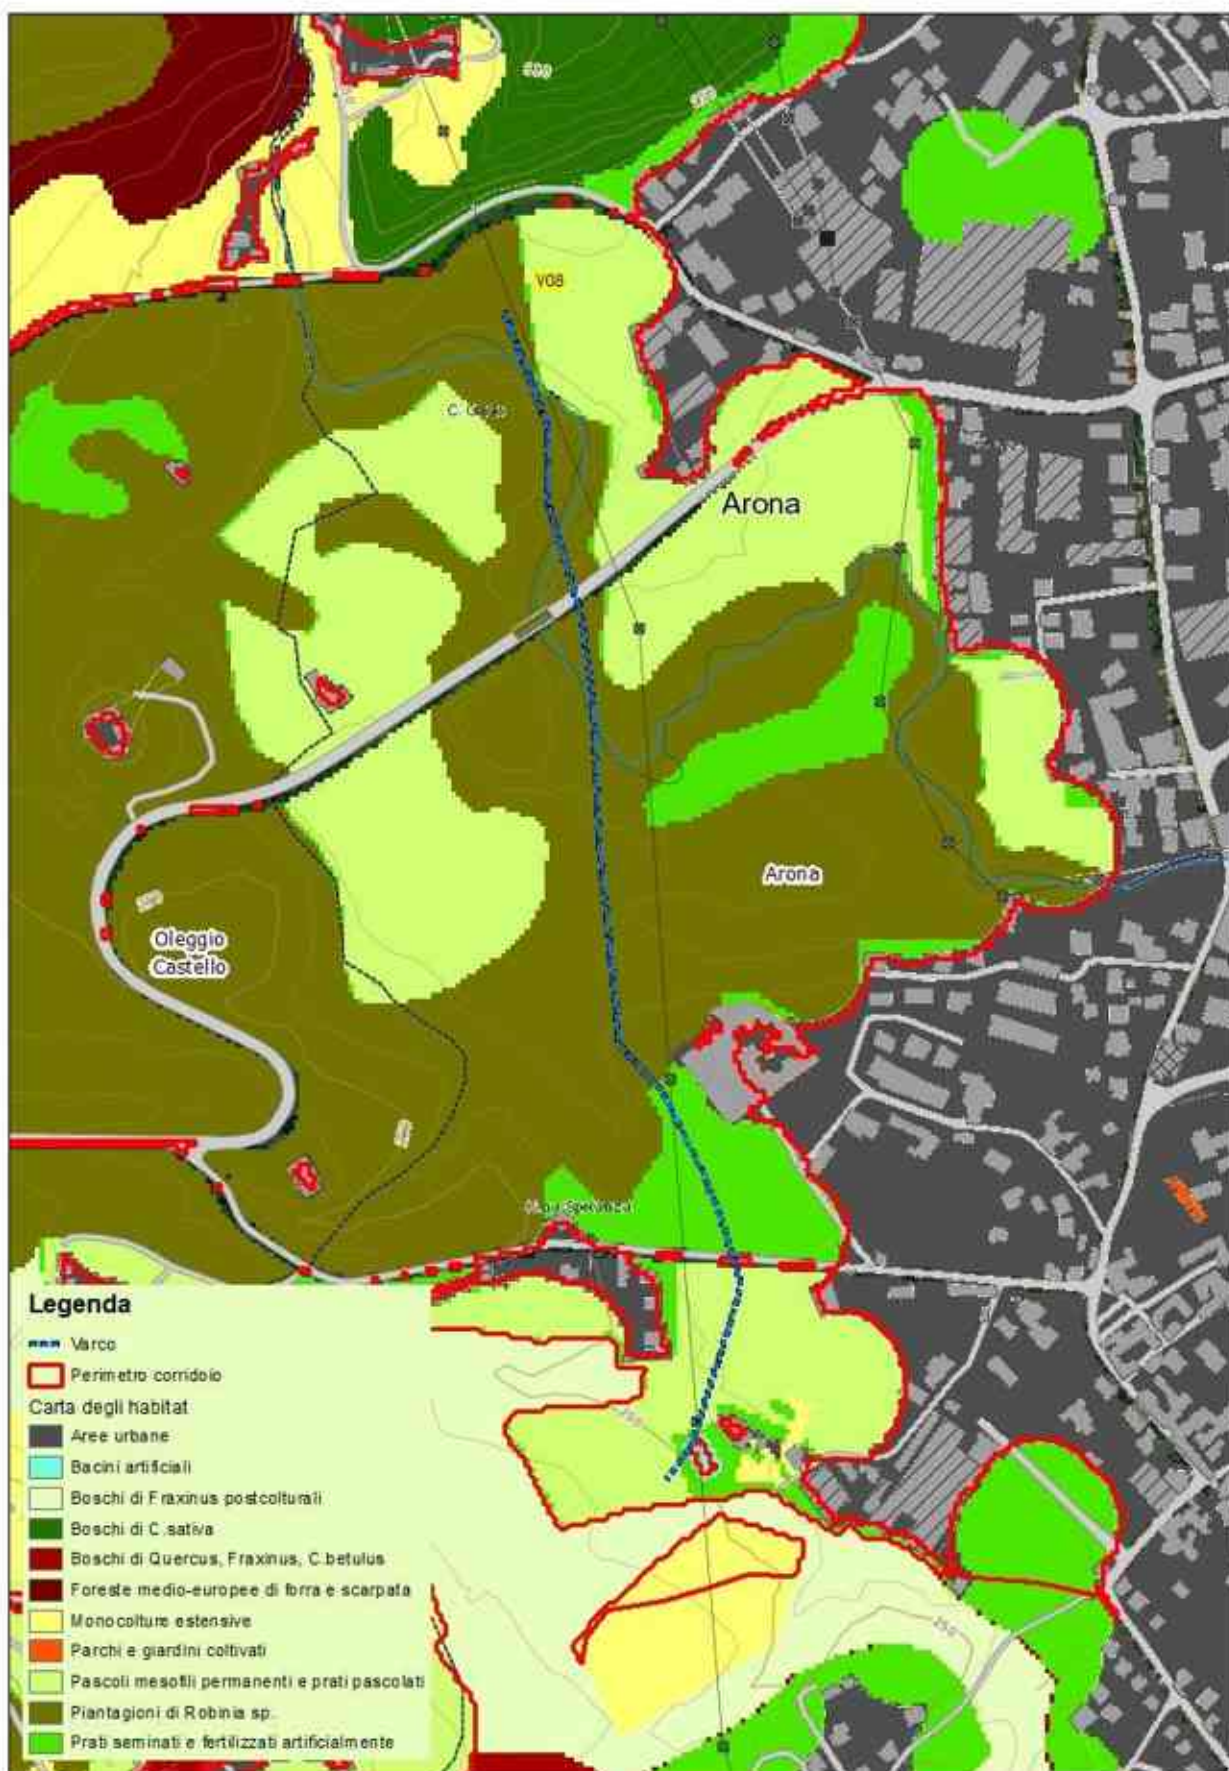 V08
Arona
Arona
Oleggio
Castello
Legenda
Varco
Perimetro corridoio
Carta degli habitat
Aree urbane
Bacini artificiali
Boschi di Fraxinus postcolturali
Boschi di C.sativa
Boschi di Quercus, Fraxinus, C.betulus
Foreste medio-europee di forra e scarpata
Monocolture estensive
Parchi e giardini coltivati
Pascoli mesofili permanenti e prati pascolati
Piantagioni di Robinia sp.
Prati seminati e fertilizzati artificialmente